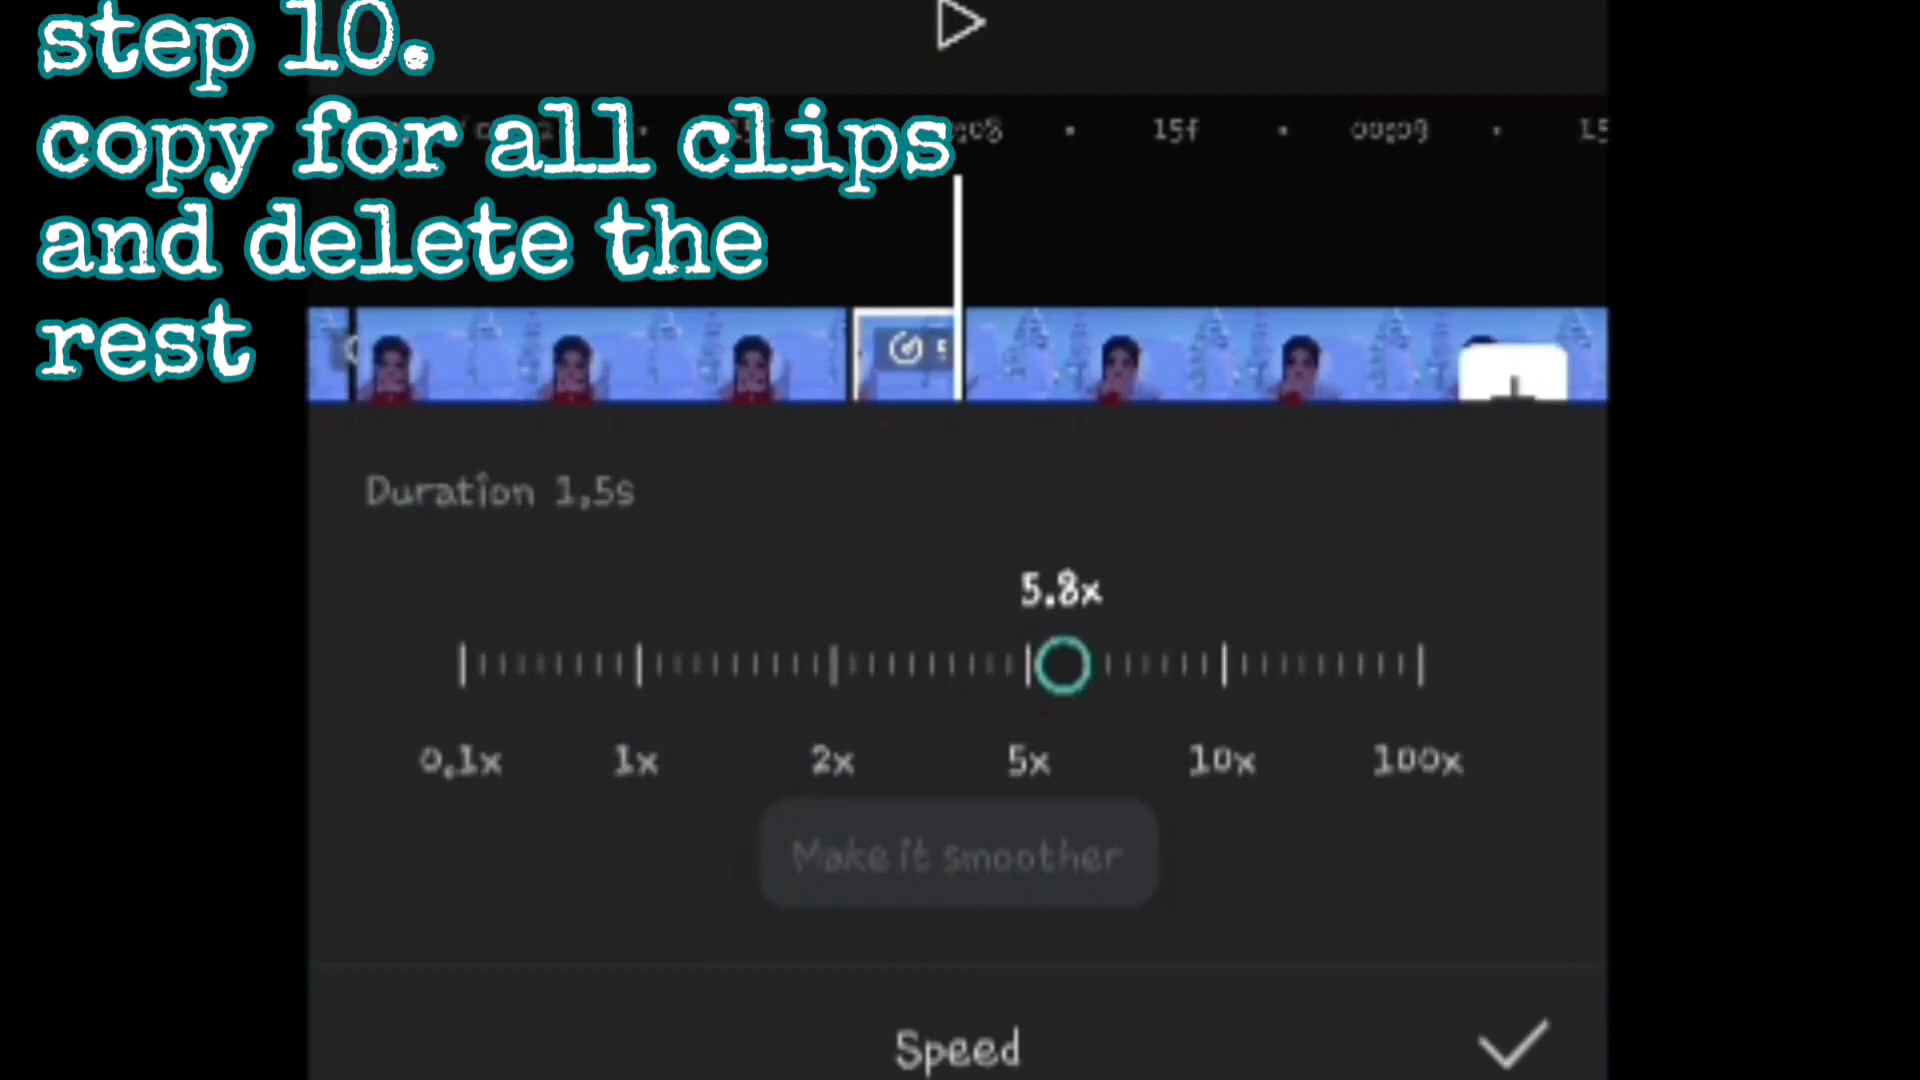 step 10.
copy for all clips
and delete the
rest
15f
Duration 1,5s
5.8x
0,1x 1x 2x 5x 10x 100x
Make it smoother
Speed